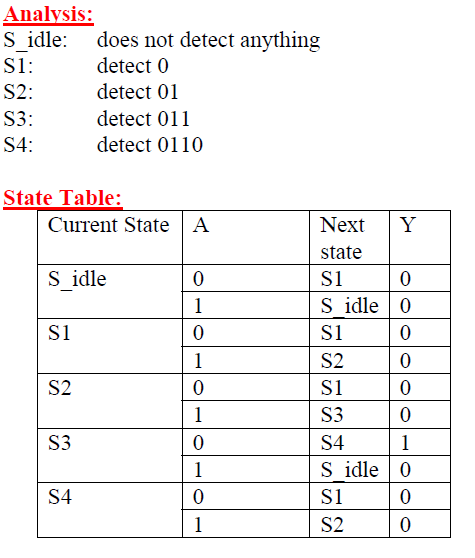 Analysis:
S_idle: does not detect anything
S1: detect 0
S2: detect 01
S3: detect 011
S4: detect 0110
State Table:
Current State A Next state Y
S_idle 0 S1 0
1 S_idle 0
S1 0 S1 0
1 S2 0
S2 0 S1 0
1 S3 0
S3 0 S4 1
1 S_idle 0
S4 0 S1 0
1 S2 0